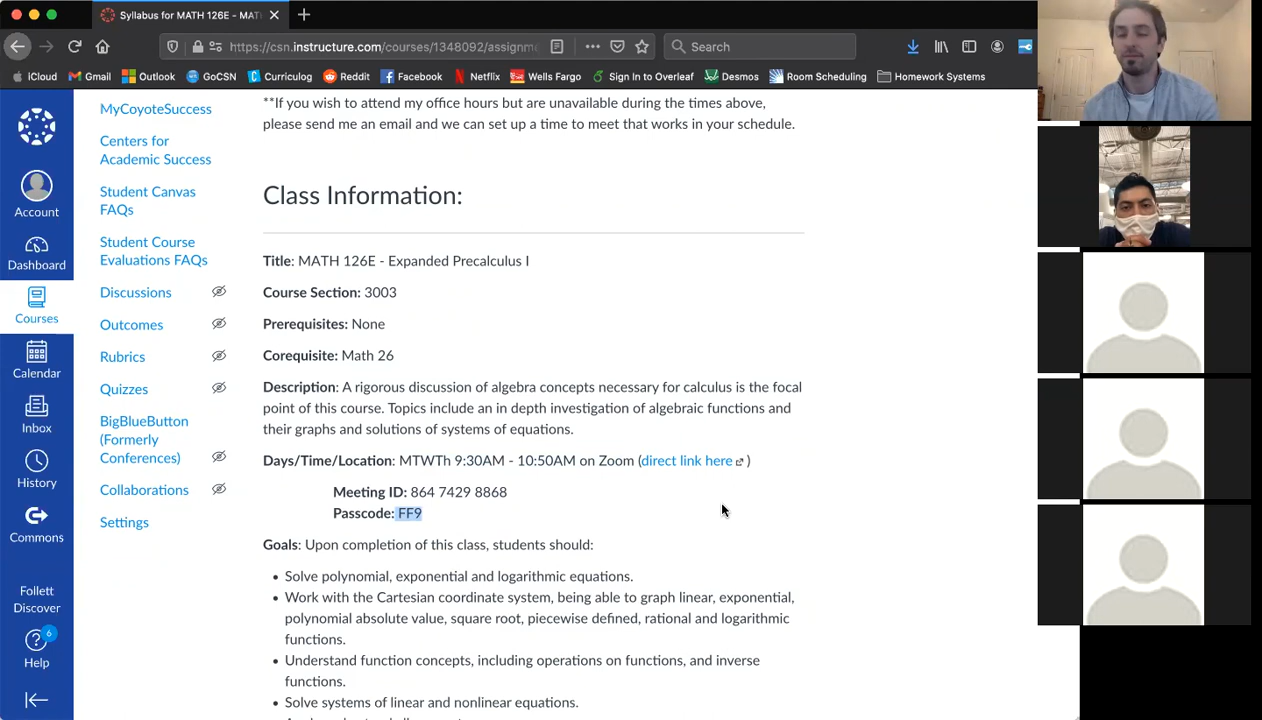 Syllabus for MATH 126E - MAT
https://csn.instructure.com/courses/1348092/assignm
Search
iCloud
Gmail
Outlook
GoCSN
Curriculog
Reddit
Facebook
Netflix
Wells Fargo
Sign In to Overleaf
Desmos
Room Scheduling
Homework Systems
Account
Dashboard
Courses
Calendar
Inbox
History
Commons
Follett
Discover
6
Help
MyCoyoteSuccess
Centers for
Academic Success
Student Canvas
FAQs
Student Course
Evaluations FAQs
Discussions
Outcomes
Rubrics
Quizzes
BigBlueButton
(Formerly
Conferences)
Collaborations
Settings
**If you wish to attend my office hours but are unavailable during the times above,
please send me an email and we can set up a time to meet that works in your schedule.
Class Information:
Title: MATH 126E - Expanded Precalculus I
Course Section: 3003
Prerequisites: None
Corequisite: Math 26
Description: A rigorous discussion of algebra concepts necessary for calculus is the focal
point of this course. Topics include an in depth investigation of algebraic functions and
their graphs and solutions of systems of equations.
Days/Time/Location: MTWTh 9:30AM - 10:50AM on Zoom (direct link here )
Meeting ID: 864 7429 8868
Passcode: FF9
Goals: Upon completion of this class, students should:
• Solve polynomial, exponential and logarithmic equations.
• Work with the Cartesian coordinate system, being able to graph linear, exponential,
polynomial absolute value, square root, piecewise defined, rational and logarithmic
functions.
• Understand function concepts, including operations on functions, and inverse
functions.
• Solve systems of linear and nonlinear equations.